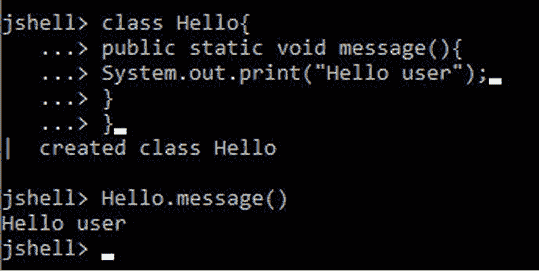 jshell> class Hello{
...> public static void message(){
...> System.out.print("Hello user");
...> }
...> }
| created class Hello
jshell> Hello.message()
Hello user
jshell>